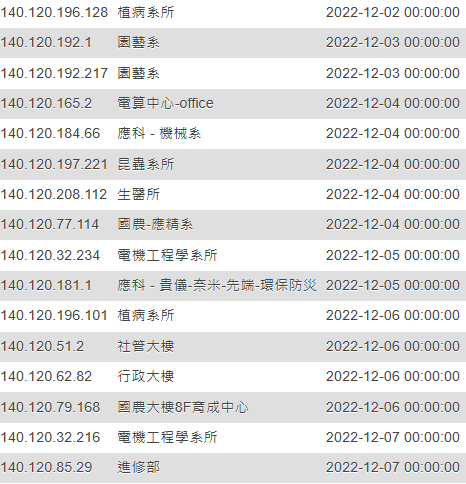 140.120.196.128 植病系所 2022-12-02 00:00:00
140.120.192.1 園藝系 2022-12-03 00:00:00
140.120.192.217 園藝系 2022-12-03 00:00:00
140.120.165.2 電算中心-office 2022-12-04 00:00:00
140.120.184.66 應科 - 機械系 2022-12-04 00:00:00
140.120.197.221 昆蟲系所 2022-12-04 00:00:00
140.120.208.112 生醫所 2022-12-04 00:00:00
140.120.77.114 國農-應精系 2022-12-04 00:00:00
140.120.32.234 電機工程學系所 2022-12-05 00:00:00
140.120.181.1 應科 - 貴儀-奈米-先端-環保防災 2022-12-05 00:00:00
140.120.196.101 植病系所 2022-12-06 00:00:00
140.120.51.2 社管大樓 2022-12-06 00:00:00
140.120.62.82 行政大樓 2022-12-06 00:00:00
140.120.79.168 國農大樓8F育成中心 2022-12-06 00:00:00
140.120.32.216 電機工程學系所 2022-12-07 00:00:00
140.120.85.29 進修部 2022-12-07 00:00:00